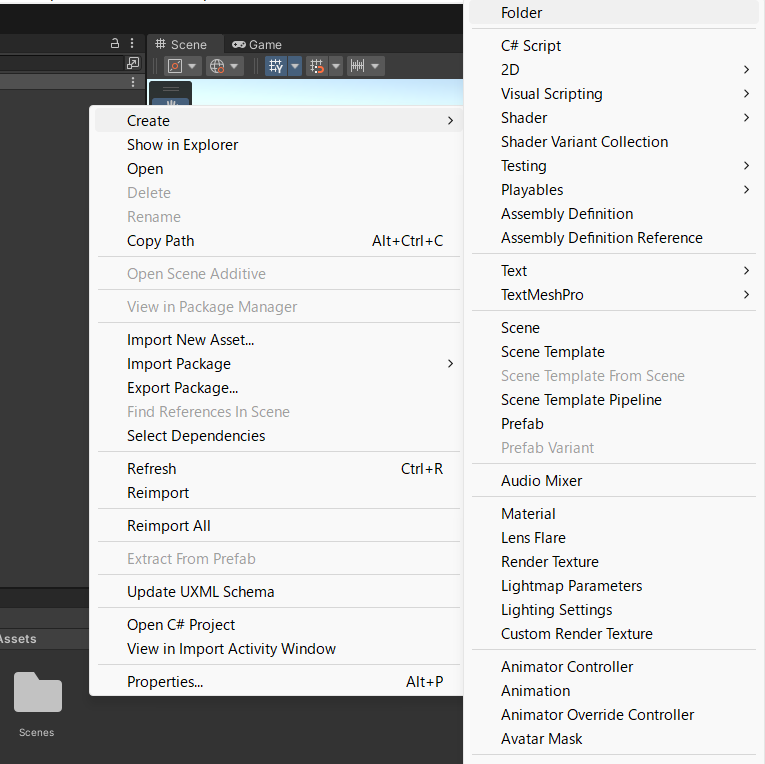 Scene
Game
Create
Show in Explorer
Open
Delete
Rename
Copy Path Alt+Ctrl+C
Open Scene Additive
View in Package Manager
Import New Asset...
Import Package
Export Package...
Find References In Scene
Select Dependencies
Refresh Ctrl+R
Reimport
Reimport All
Extract From Prefab
Update UXML Schema
Open C# Project
View in Import Activity Window
Properties... Alt+P
Folder
C# Script
2D
Visual Scripting
Shader
Shader Variant Collection
Testing
Playables
Assembly Definition
Assembly Definition Reference
Text
TextMeshPro
Scene
Scene Template
Scene Template From Scene
Scene Template Pipeline
Prefab
Prefab Variant
Audio Mixer
Material
Lens Flare
Render Texture
Lightmap Parameters
Lighting Settings
Custom Render Texture
Animator Controller
Animation
Animator Override Controller
Avatar Mask
Assets
Scenes